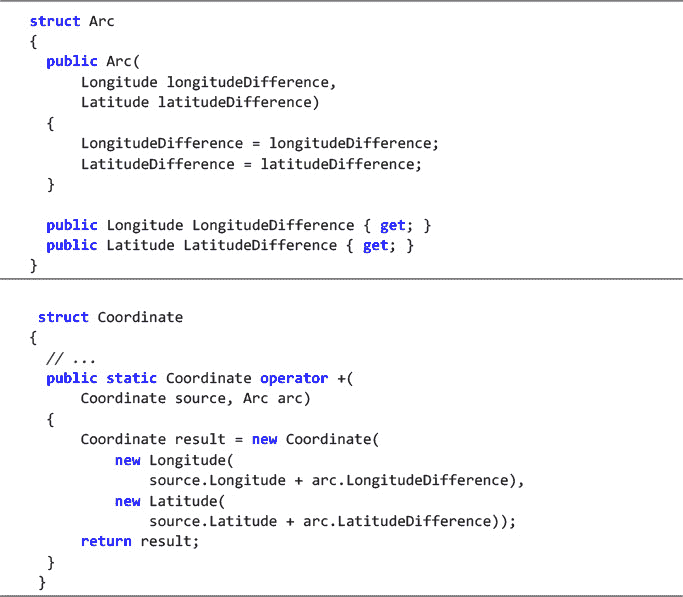 struct Arc
{
  public Arc(
      Longitude longitudeDifference,
      Latitude latitudeDifference)
  {
      LongitudeDifference = longitudeDifference;
      LatitudeDifference = latitudeDifference;
  }

  public Longitude LongitudeDifference { get; }
  public Latitude LatitudeDifference { get; }
}

 struct Coordinate
{
  // ...
  public static Coordinate operator +(
      Coordinate source, Arc arc)
  {
      Coordinate result = new Coordinate(
          new Longitude(
              source.Longitude + arc.LongitudeDifference),
          new Latitude(
              source.Latitude + arc.LatitudeDifference));
      return result;
  }
 }